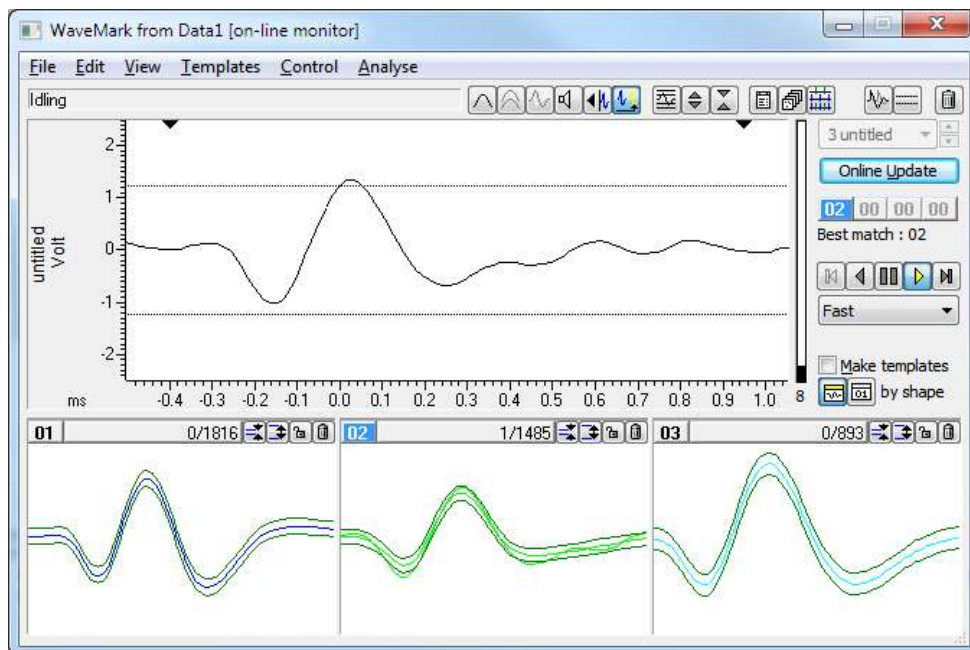 WaveMark from Data1 [on-line monitor]
File Edit View Templates Control Analyse
Idling
3 untitled
Online Update
02 00 00 00
Best match : 02
Fast
Make templates
01 by shape
untitled
Volt
2
1
0
-1
-2
ms -0.4 -0.3 -0.2 -0.1 0.0 0.1 0.2 0.3 0.4 0.5 0.6 0.7 0.8 0.9 1.0 8
01 0/1816 02 1/1485 03 0/893